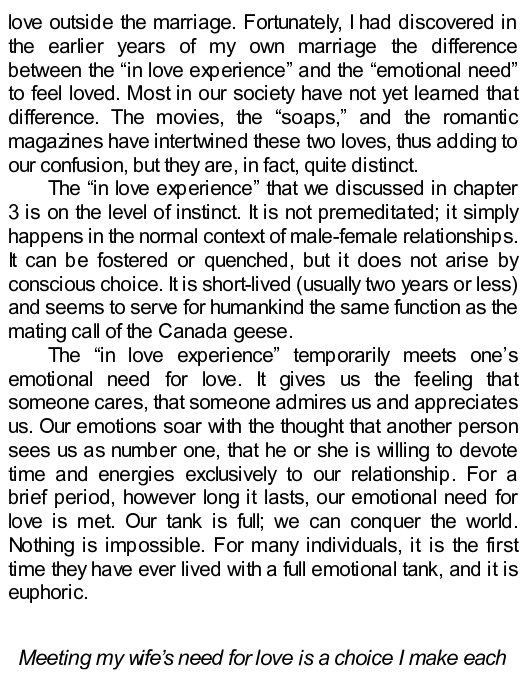 love outside the marriage. Fortunately, I had discovered in
the earlier years of my own marriage the difference
between the “in love experience” and the “emotional need”
to feel loved. Most in our society have not yet learned that
difference. The movies, the “soaps,” and the romantic
magazines have intertwined these two loves, thus adding to
our confusion, but they are, in fact, quite distinct.
The “in love experience” that we discussed in chapter
3 is on the level of instinct. It is not premeditated; it simply
happens in the normal context of male-female relationships.
It can be fostered or quenched, but it does not arise by
conscious choice. It is short-lived (usually two years or less)
and seems to serve for humankind the same function as the
mating call of the Canada geese.
The “in love experience” temporarily meets one’s
emotional need for love. It gives us the feeling that
someone cares, that someone admires us and appreciates
us. Our emotions soar with the thought that another person
sees us as number one, that he or she is willing to devote
time and energies exclusively to our relationship. For a
brief period, however long it lasts, our emotional need for
love is met. Our tank is full; we can conquer the world.
Nothing is impossible. For many individuals, it is the first
time they have ever lived with a full emotional tank, and it is
euphoric.
Meeting my wife’s need for love is a choice I make each